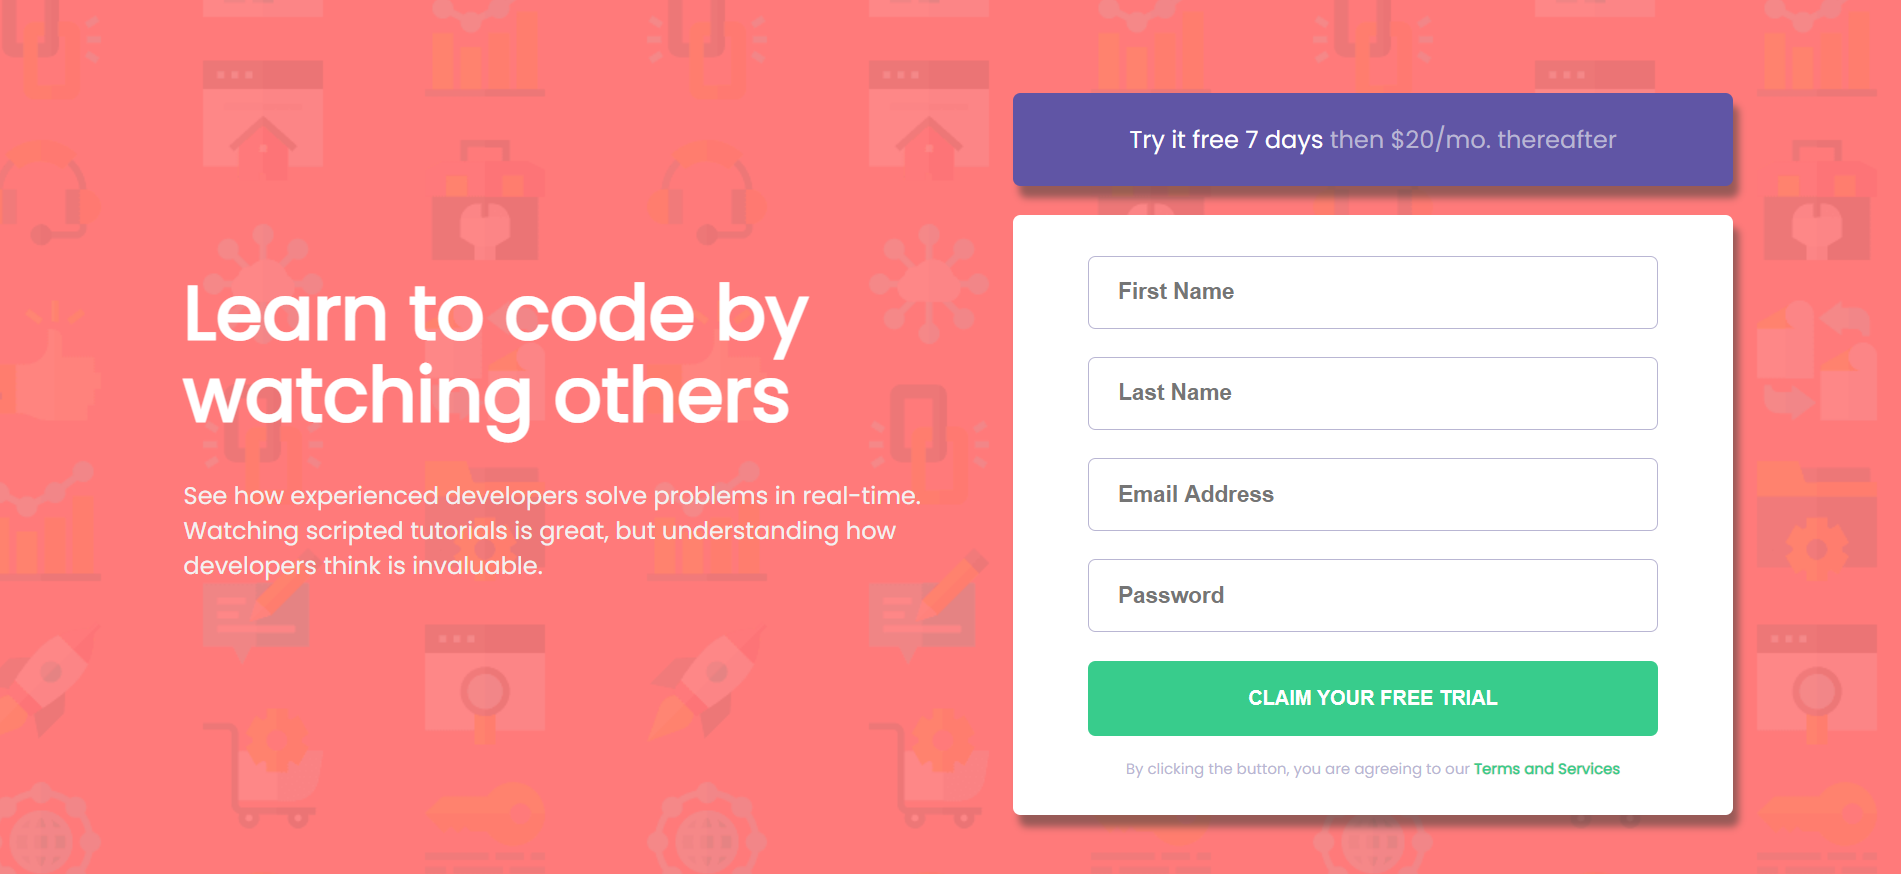 Learn to code by
watching others
See how experienced developers solve problems in real-time.
Watching scripted tutorials is great, but understanding how
developers think is invaluable.
Try it free 7 days then $20/mo. thereafter
First Name
Last Name
Email Address
Password
CLAIM YOUR FREE TRIAL
By clicking the button, you are agreeing to our Terms and Services